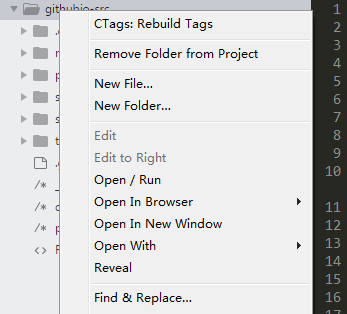 githubio-src
CTags: Rebuild Tags
Remove Folder from Project
New File...
New Folder...
Edit
Edit to Right
Open / Run
Open In Browser
Open In New Window
Open With
Reveal
Find & Replace...
1
2
3
4
5
6
7
8
9
10
11
12
13
14
15
16
17